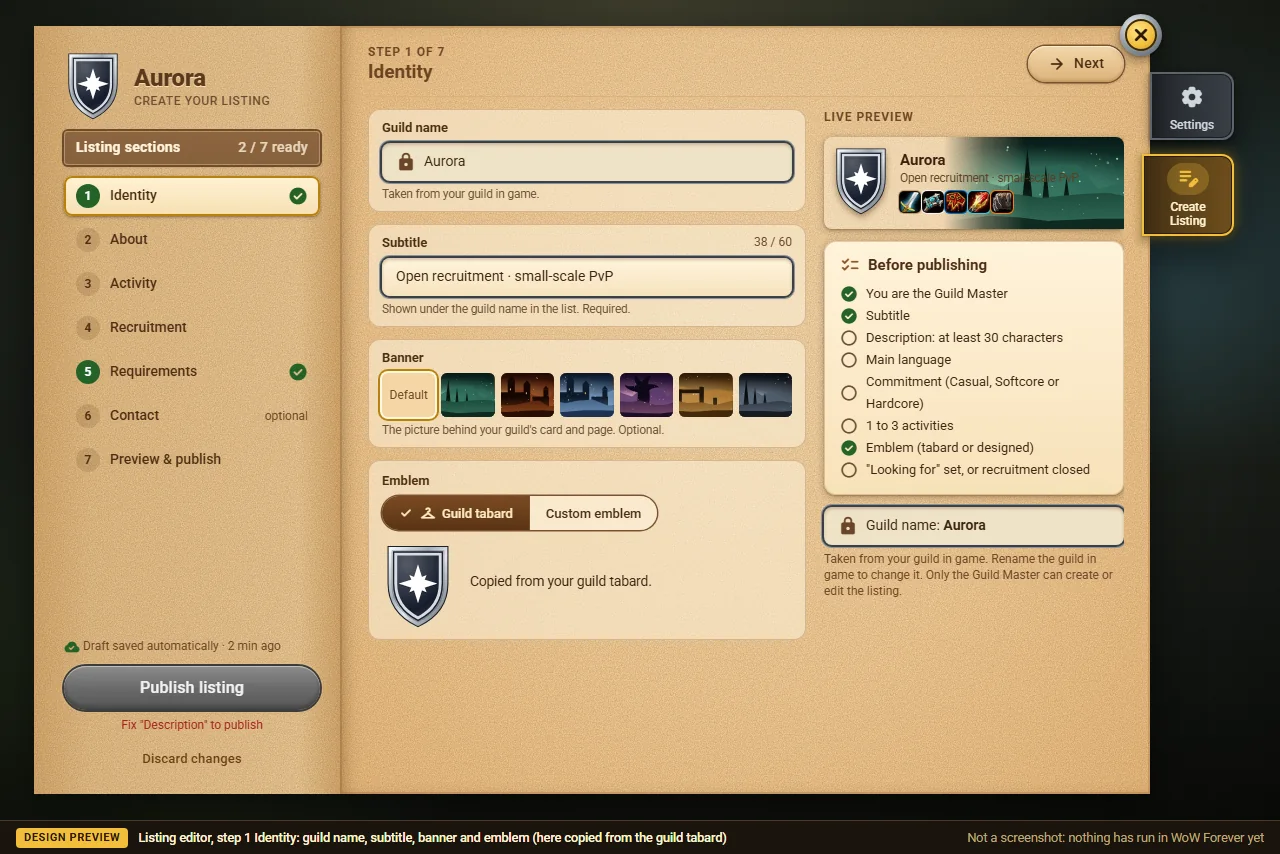 Aurora
CREATE YOUR LISTING
Listing sections 2 / 7 ready
1 Identity
2 About
3 Activity
4 Recruitment
5 Requirements
6 Contact optional
7 Preview & publish
Draft saved automatically · 2 min ago
Publish listing
Fix "Description" to publish
Discard changes
STEP 1 OF 7
Identity
Next
Guild name
Aurora
Taken from your guild in game.
Subtitle 38 / 60
Open recruitment · small-scale PvP
Shown under the guild name in the list. Required.
Banner
Default
The picture behind your guild's card and page. Optional.
Emblem
Guild tabard Custom emblem
Copied from your guild tabard.
LIVE PREVIEW
Aurora
Open recruitment · small-scale PvP
Before publishing
You are the Guild Master
Subtitle
Description: at least 30 characters
Main language
Commitment (Casual, Softcore or
Hardcore)
1 to 3 activities
Emblem (tabard or designed)
"Looking for" set, or recruitment closed
Guild name: Aurora
Taken from your guild in game. Rename the guild in
game to change it. Only the Guild Master can create or
edit the listing.
Settings
Create
Listing
DESIGN PREVIEW Listing editor, step 1 Identity: guild name, subtitle, banner and emblem (here copied from the guild tabard) Not a screenshot: nothing has run in WoW Forever yet